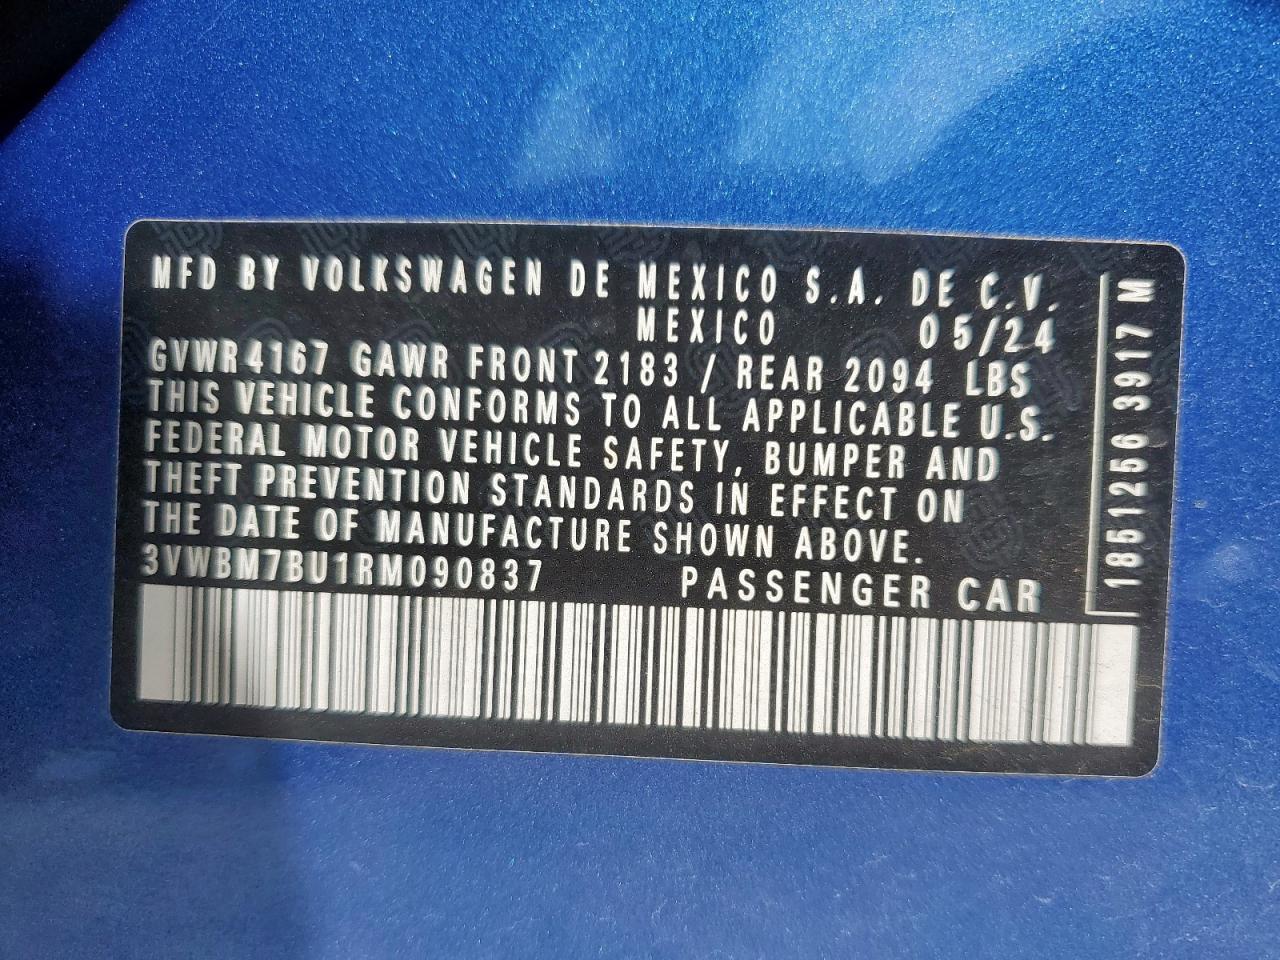 MFD BY VOLKSWAGEN DE MEXICO S.A. DE C.V.
MEXICO 05/24
GVWR4167 GAWR FRONT 2183 / REAR 2094 LBS
THIS VEHICLE CONFORMS TO ALL APPLICABLE U.S.
FEDERAL MOTOR VEHICLE SAFETY, BUMPER AND
THEFT PREVENTION STANDARDS IN EFFECT ON
THE DATE OF MANUFACTURE SHOWN ABOVE.
3VWBM7BU1RM090837 PASSENGER CAR
1851256 3917 M